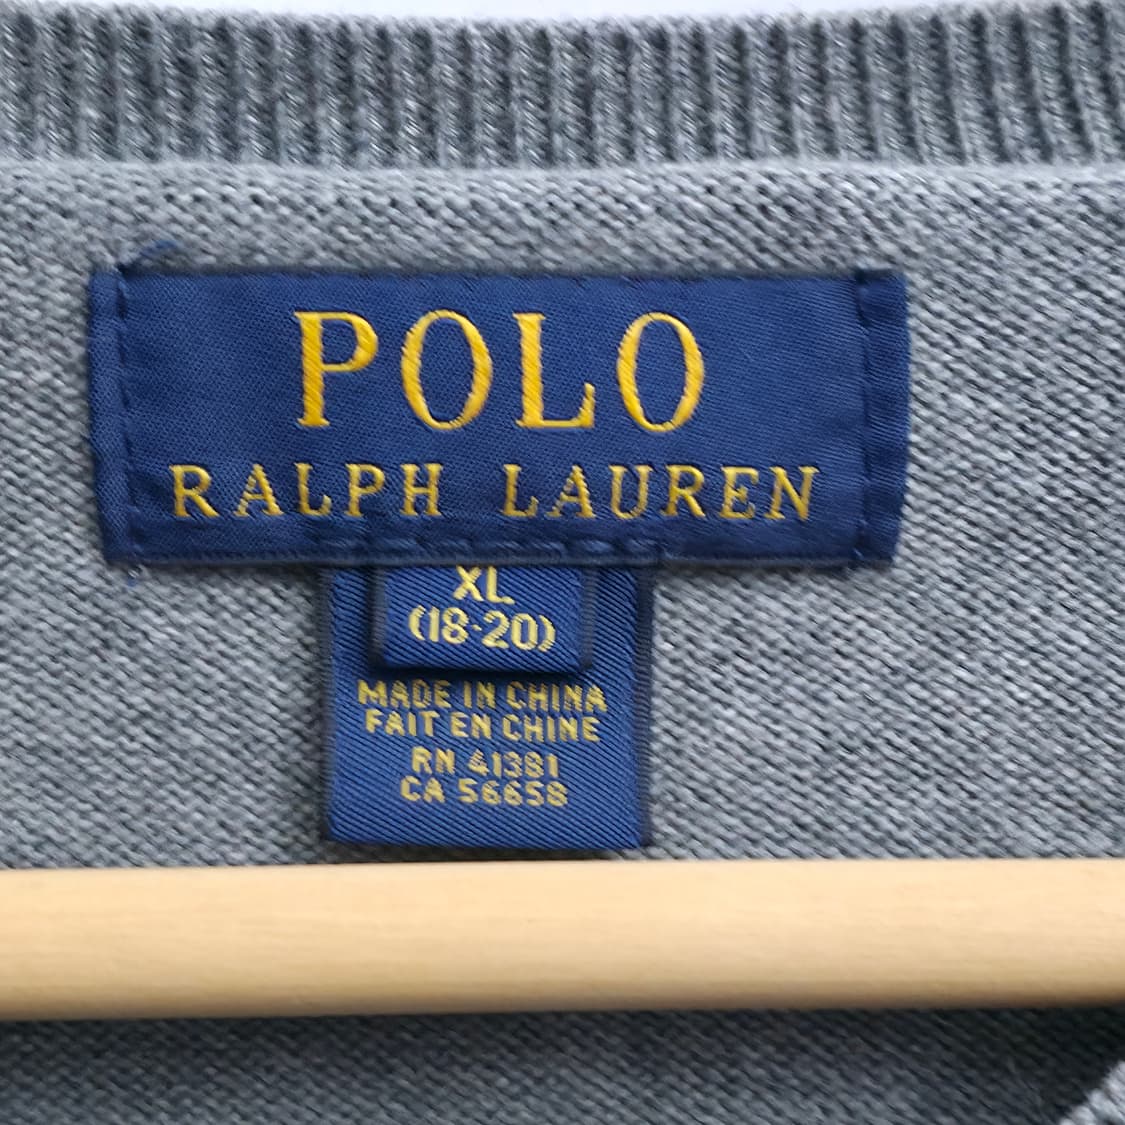 POLO
RALPH LAUREN
XL
(18-20)
MADE IN CHINA
FAIT EN CHINE
RN 41381
CA 56658